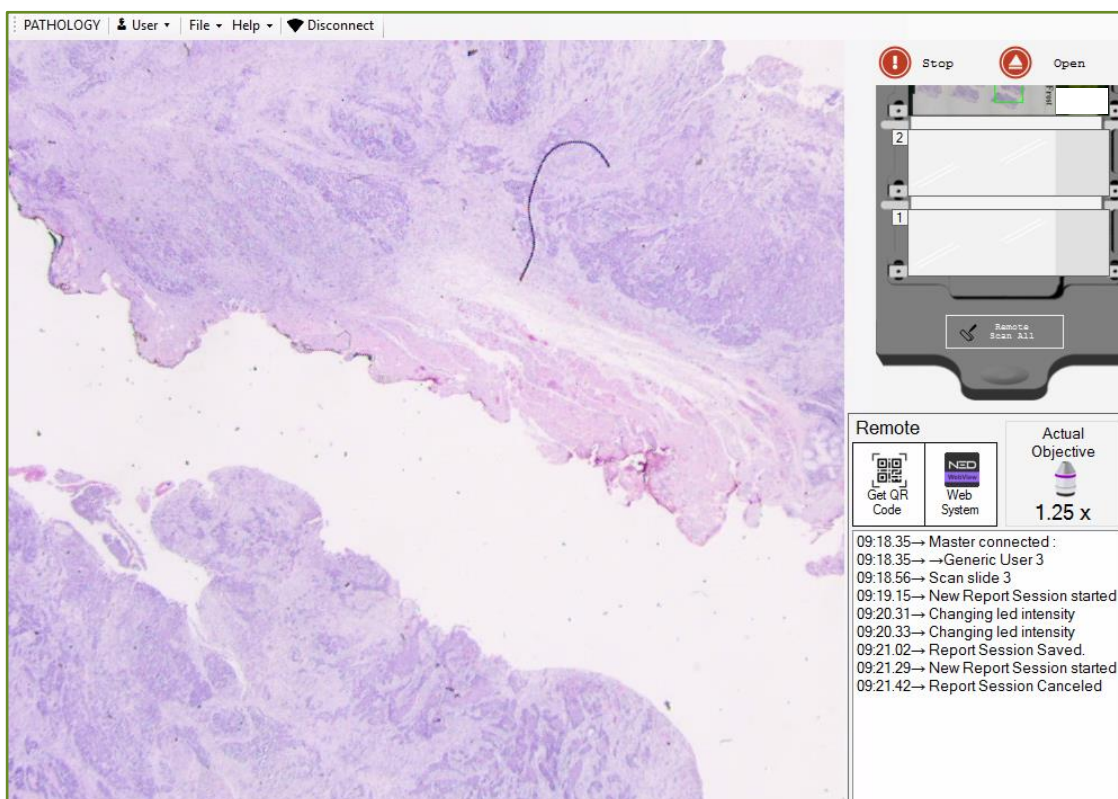 PATHOLOGY User File Help Disconnect
Stop Open
Frost
2
1
Remote
Scan All
Remote
Actual
Objective
Get QR
Code
NED
WebView
Web
System
1.25 x
09:18.35→ Master connected :
09:18.35→ →Generic User 3
09:18.56→ Scan slide 3
09:19.15→ New Report Session started
09:20.31→ Changing led intensity
09:20.33→ Changing led intensity
09:21.02→ Report Session Saved.
09:21.29→ New Report Session started
09:21.42→ Report Session Canceled